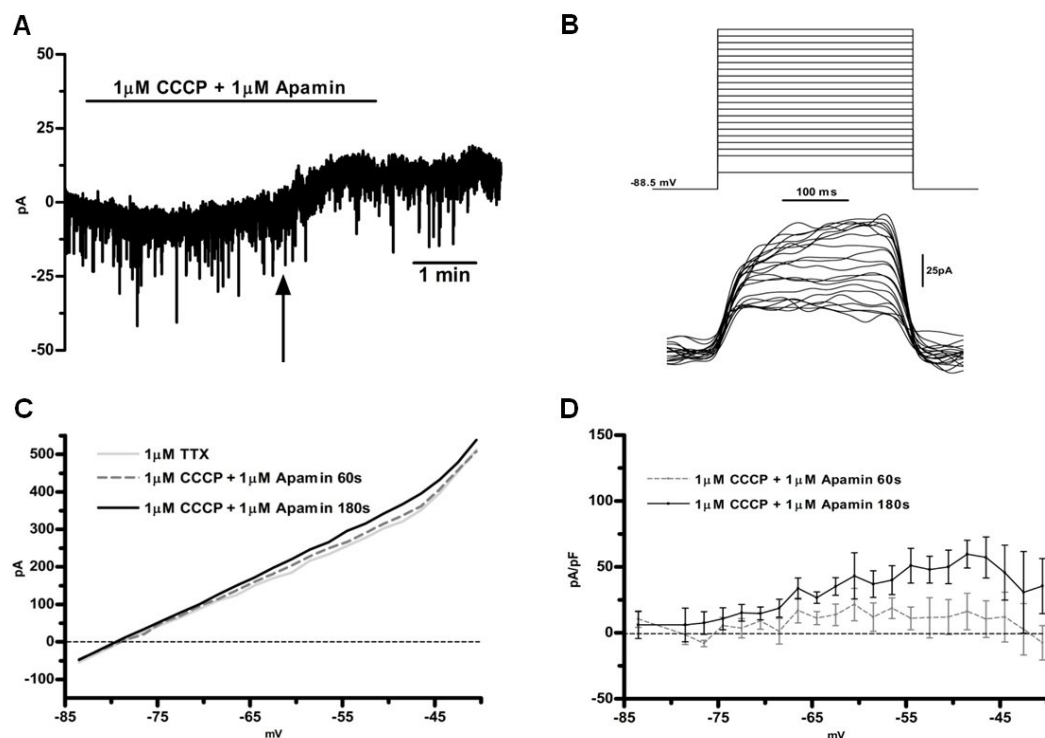 A
50
25
0
-25
-50
pA
1μM CCCP + 1μM Apamin
1 min
B
-88.5 mV
100 ms
25pA
C
500
450
300
200
100
0
-100
pA
1μM TTX
1μM CCCP + 1μM Apamin 60s
1μM CCCP + 1μM Apamin 180s
-85
-75
-65
-55
-45
mV
D
150
100
50
0
-50
pA/pF
1μM CCCP + 1μM Apamin 60s
1μM CCCP + 1μM Apamin 180s
-85
-75
-65
-55
-45
mV